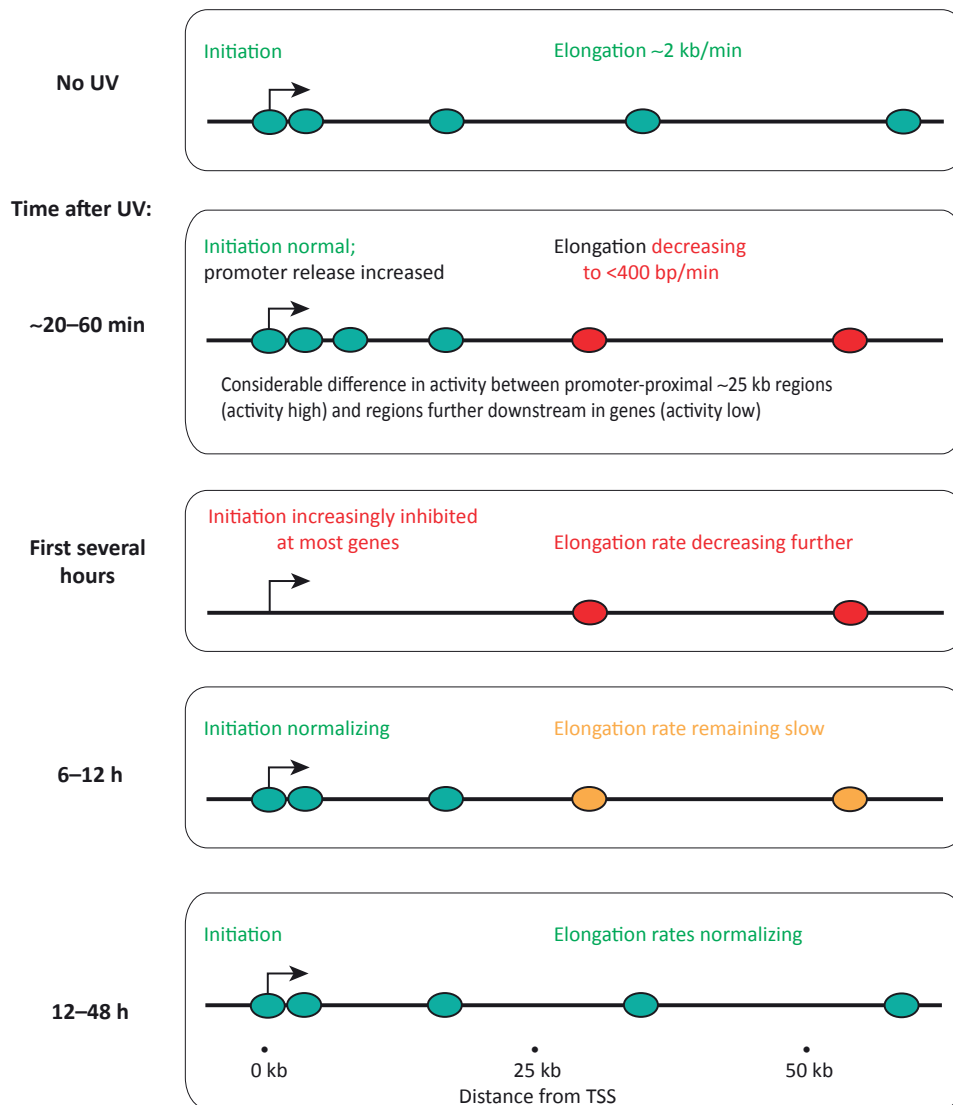 No UV
Initiation
Elongation ~2 kb/min
Time after UV:
~20–60 min
Initiation normal;
promoter release increased
Elongation decreasing
to <400 bp/min
Considerable difference in activity between promoter-proximal ~25 kb regions
(activity high) and regions further downstream in genes (activity low)
First several
hours
Initiation increasingly inhibited
at most genes
Elongation rate decreasing further
6–12 h
Initiation normalizing
Elongation rate remaining slow
12–48 h
Initiation
Elongation rates normalizing
0 kb
25 kb
50 kb
Distance from TSS